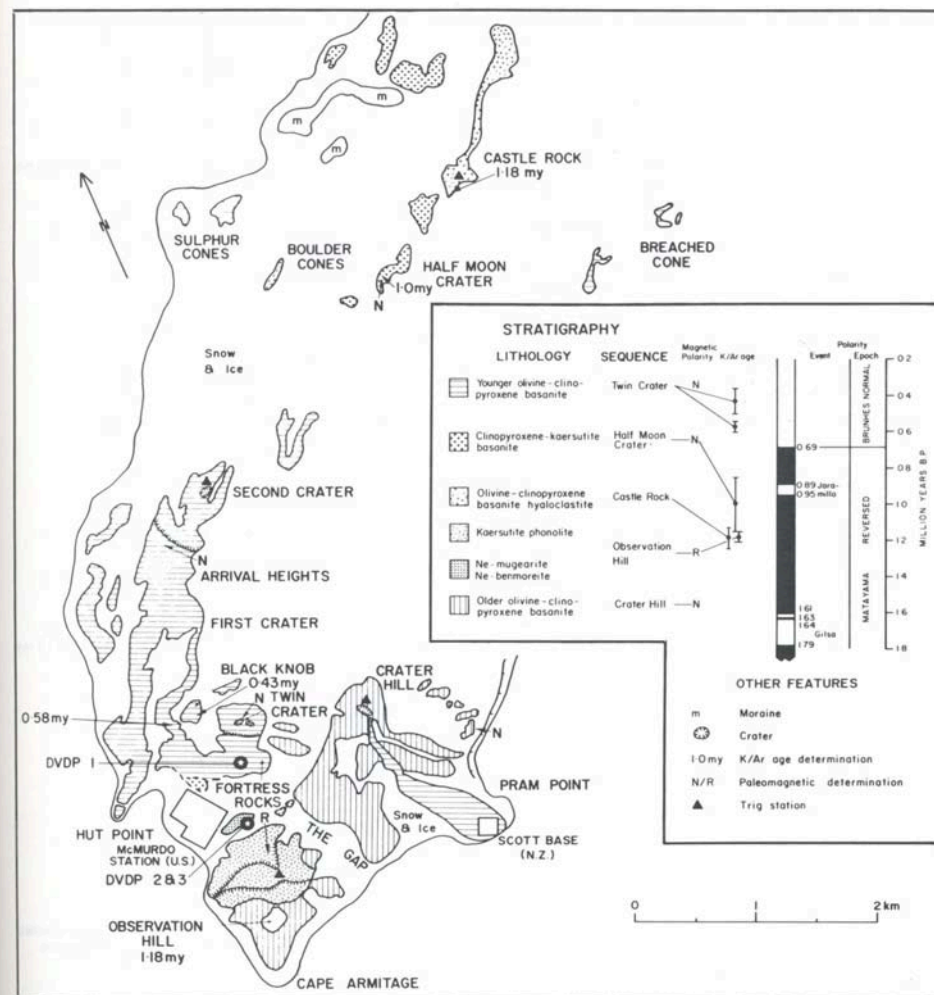 m
m
m
CASTLE ROCK
1·18 my
N
SULPHUR
CONES
BOULDER
CONES
HALF MOON
CRATER
1·0my
N
BREACHED
CONE
Snow
& Ice
SECOND CRATER
N
ARRIVAL HEIGHTS
FIRST CRATER
BLACK KNOB
0·43my
N TWIN
CRATER
0·58my
DVDP 1
CRATER
HILL
N
FORTRESS
ROCKS
R
THE GAP
Snow
& Ice
PRAM POINT
SCOTT BASE
(N.Z.)
HUT POINT
McMURDO
STATION (U.S.)
DVDP 2&3
OBSERVATION
HILL
1·18 my
CAPE ARMITAGE
STRATIGRAPHY
LITHOLOGY
SEQUENCE
Magnetic
Polarity K/Ar age
Polarity
Event
Epoch
Younger olivine-clino-
pyroxene basanite
Twin Crater
N
Clinopyroxene-kaersutite
basanite
Half Moon
Crater
N
Olivine-clinopyroxene
basanite hyaloclastite
Castle Rock
Kaersutite phonolite
Observation
Hill
R
Ne-mugearite
Ne-benmoreite
Older olivine-clino-
pyroxene basanite
Crater Hill
N
0·69
0·89 Jara-
0·95 millo
1·61
1·63
1·64
Gilsa
1·79
BRUNHES NORMAL
REVERSED
MATAYAMA
0·2
0·4
0·6
0·8
1·0
1·2
1·4
1·6
1·8
MILLION YEARS B.P.
OTHER FEATURES
m Moraine
Crater
1·0my K/Ar age determination
N/R Paleomagnetic determination
Trig station
0 1 2 km